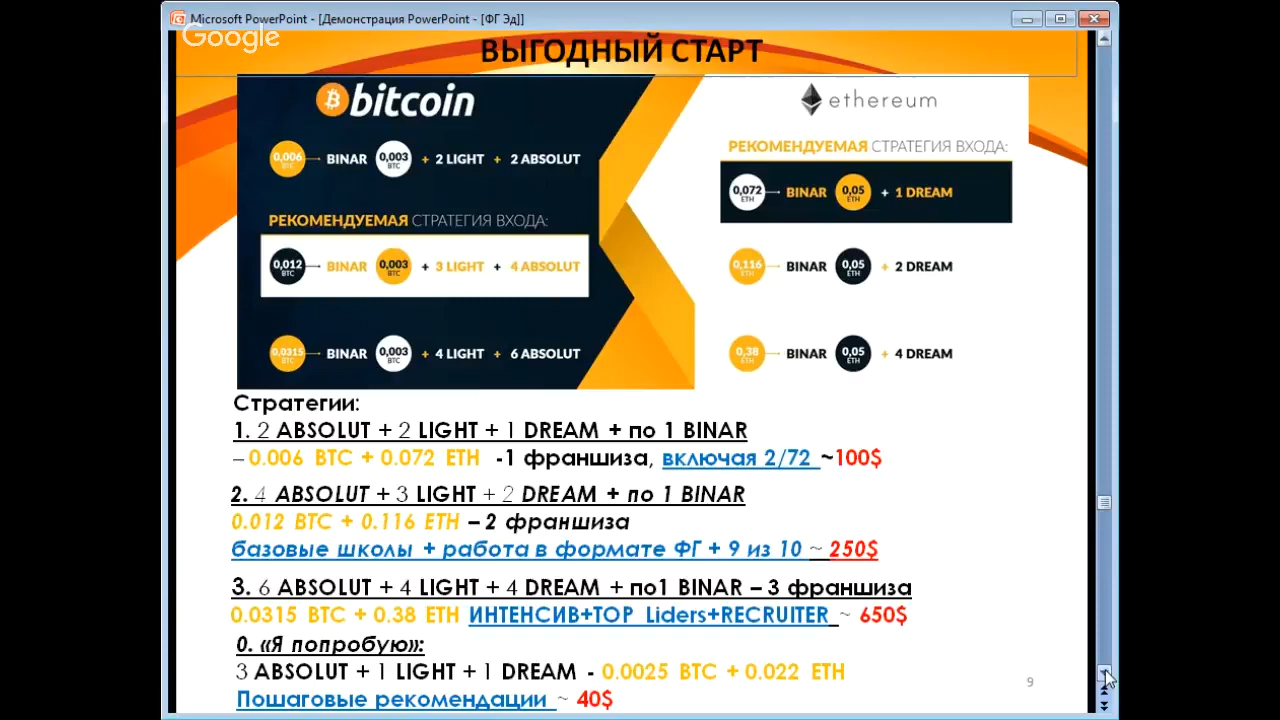 Microsoft PowerPoint - [Демонстрация PowerPoint - [ФГ Эд]]
Google
ВЫГОДНЫЙ СТАРТ
bitcoin
0,006 BTC BINAR 0,003 BTC + 2 LIGHT + 2 ABSOLUT
РЕКОМЕНДУЕМАЯ СТРАТЕГИЯ ВХОДА:
0,012 BTC BINAR 0,003 BTC + 3 LIGHT + 4 ABSOLUT
0,0315 BTC BINAR 0,003 BTC + 4 LIGHT + 6 ABSOLUT
ethereum
РЕКОМЕНДУЕМАЯ СТРАТЕГИЯ ВХОДА:
0,072 ETH BINAR 0,05 ETH + 1 DREAM
0,116 ETH BINAR 0,05 ETH + 2 DREAM
0,38 ETH BINAR 0,05 ETH + 4 DREAM
Стратегии:
1. 2 ABSOLUT + 2 LIGHT + 1 DREAM + по 1 BINAR
– 0.006 BTC + 0.072 ETH -1 франшиза, включая 2/72 ~100$
2. 4 ABSOLUT + 3 LIGHT + 2 DREAM + по 1 BINAR
0.012 BTC + 0.116 ETH – 2 франшиза
базовые школы + работа в формате ФГ + 9 из 10 ~ 250$
3. 6 ABSOLUT + 4 LIGHT + 4 DREAM + по1 BINAR – 3 франшиза
0.0315 BTC + 0.38 ETH ИНТЕНСИВ+TOP Liders+RECRUITER ~ 650$
0. «Я попробую»:
3 ABSOLUT + 1 LIGHT + 1 DREAM - 0.0025 BTC + 0.022 ETH
Пошаговые рекомендации ~ 40$
9